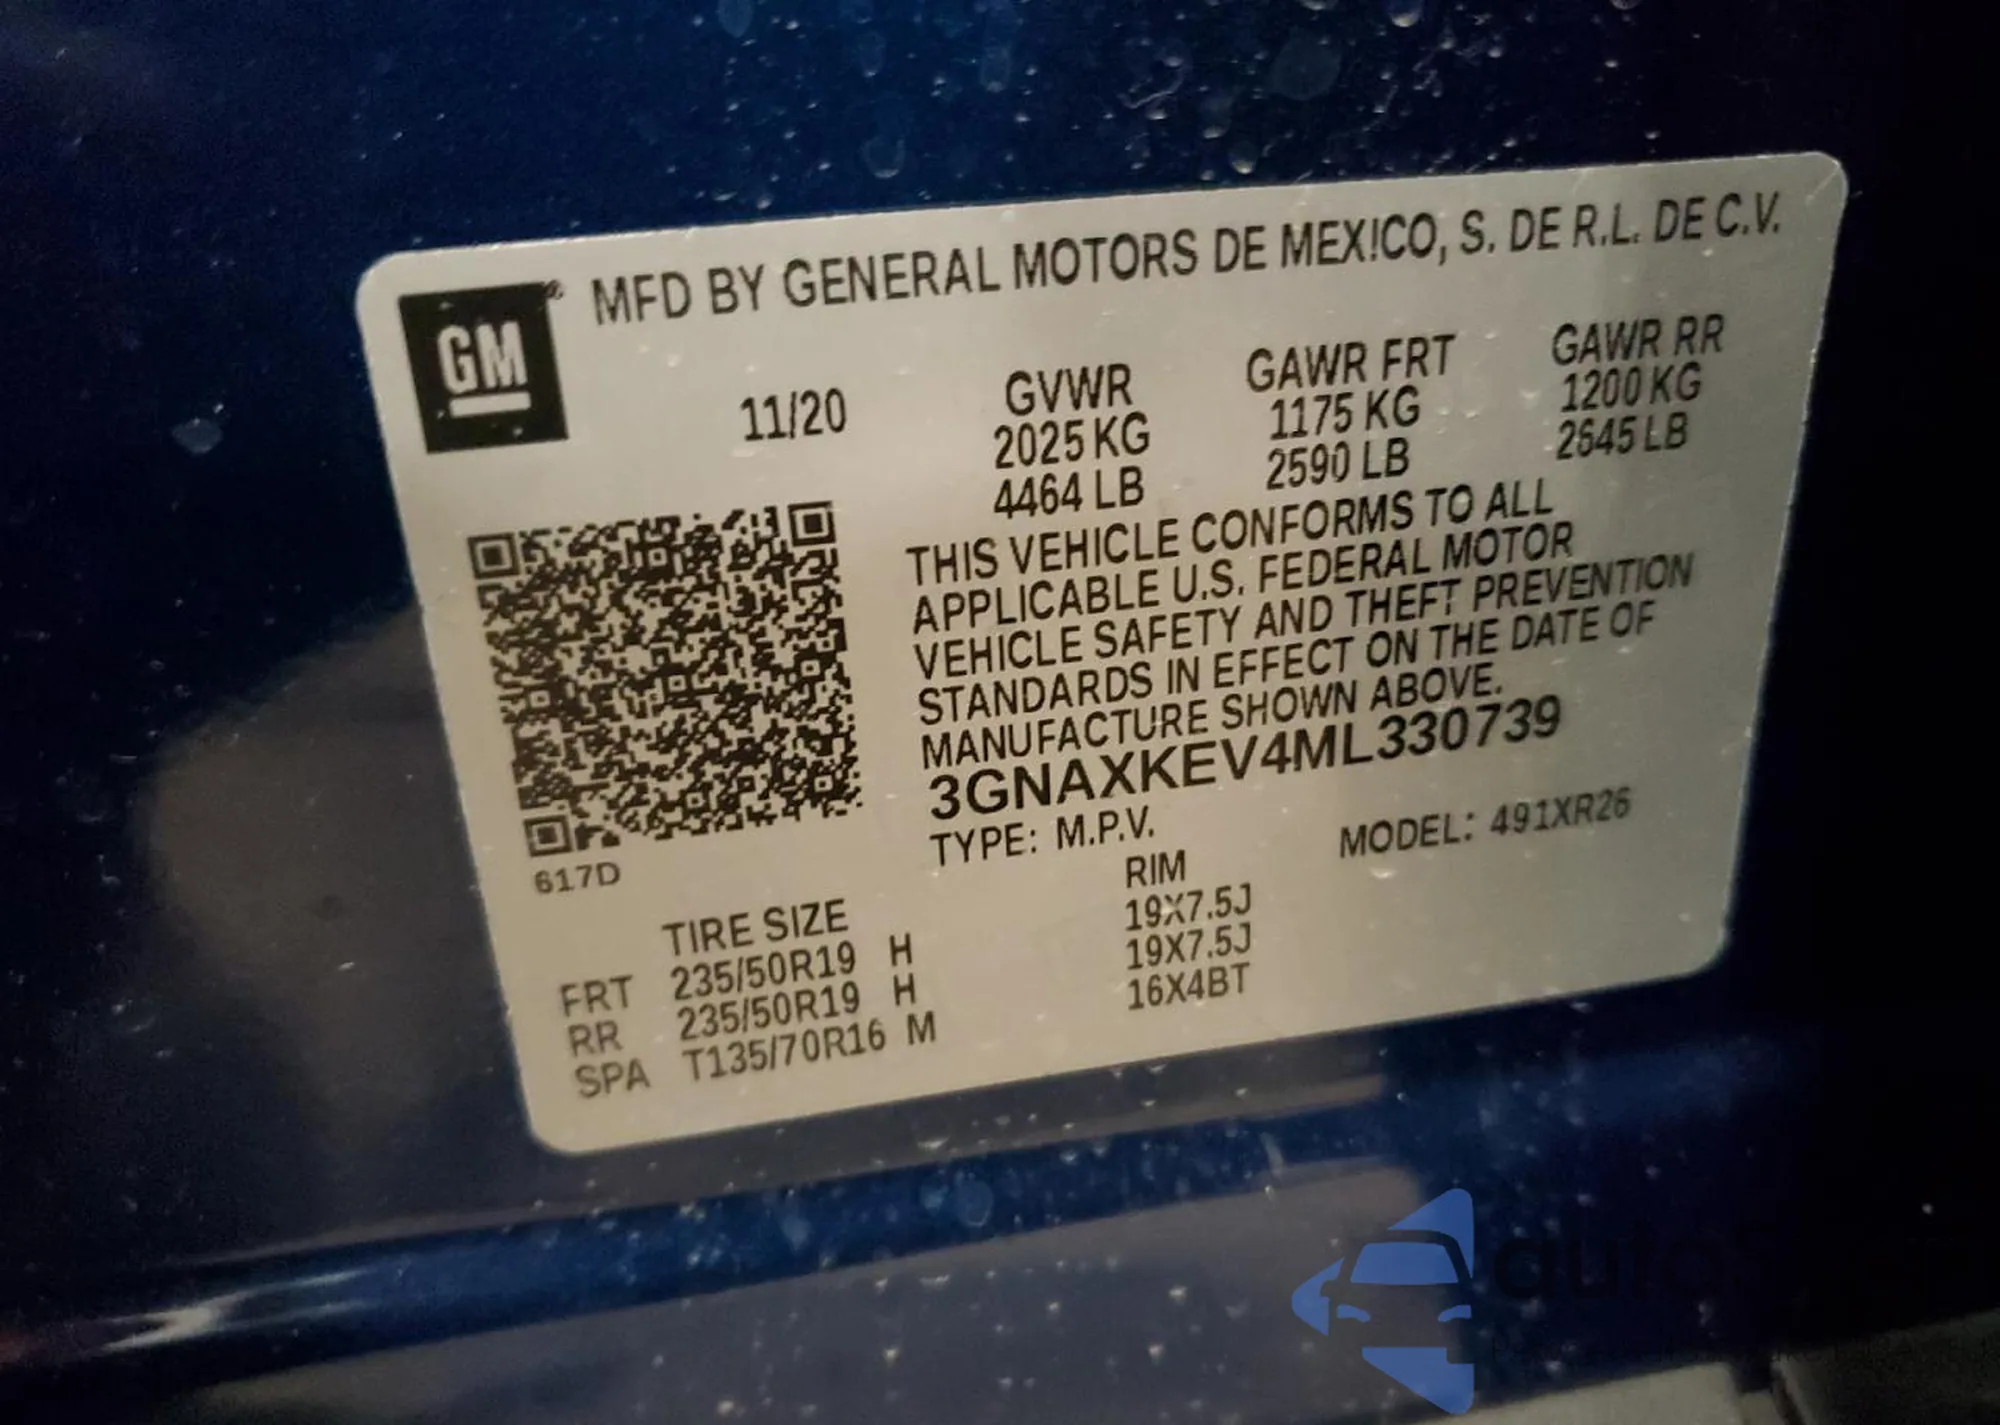 GM
MFD BY GENERAL MOTORS DE MEXICO, S. DE R.L. DE C.V.
11/20
GVWR
2025 KG
4464 LB
GAWR FRT
1175 KG
2590 LB
GAWR RR
1200 KG
2645 LB
THIS VEHICLE CONFORMS TO ALL
APPLICABLE U.S. FEDERAL MOTOR
VEHICLE SAFETY AND THEFT PREVENTION
STANDARDS IN EFFECT ON THE DATE OF
MANUFACTURE SHOWN ABOVE.
3GNAXKEV4ML330739
TYPE: M.P.V.
MODEL: 491XR26
617D
TIRE SIZE RIM
FRT 235/50R19 H 19X7.5J
RR 235/50R19 H 19X7.5J
SPA T135/70R16 M 16X4BT